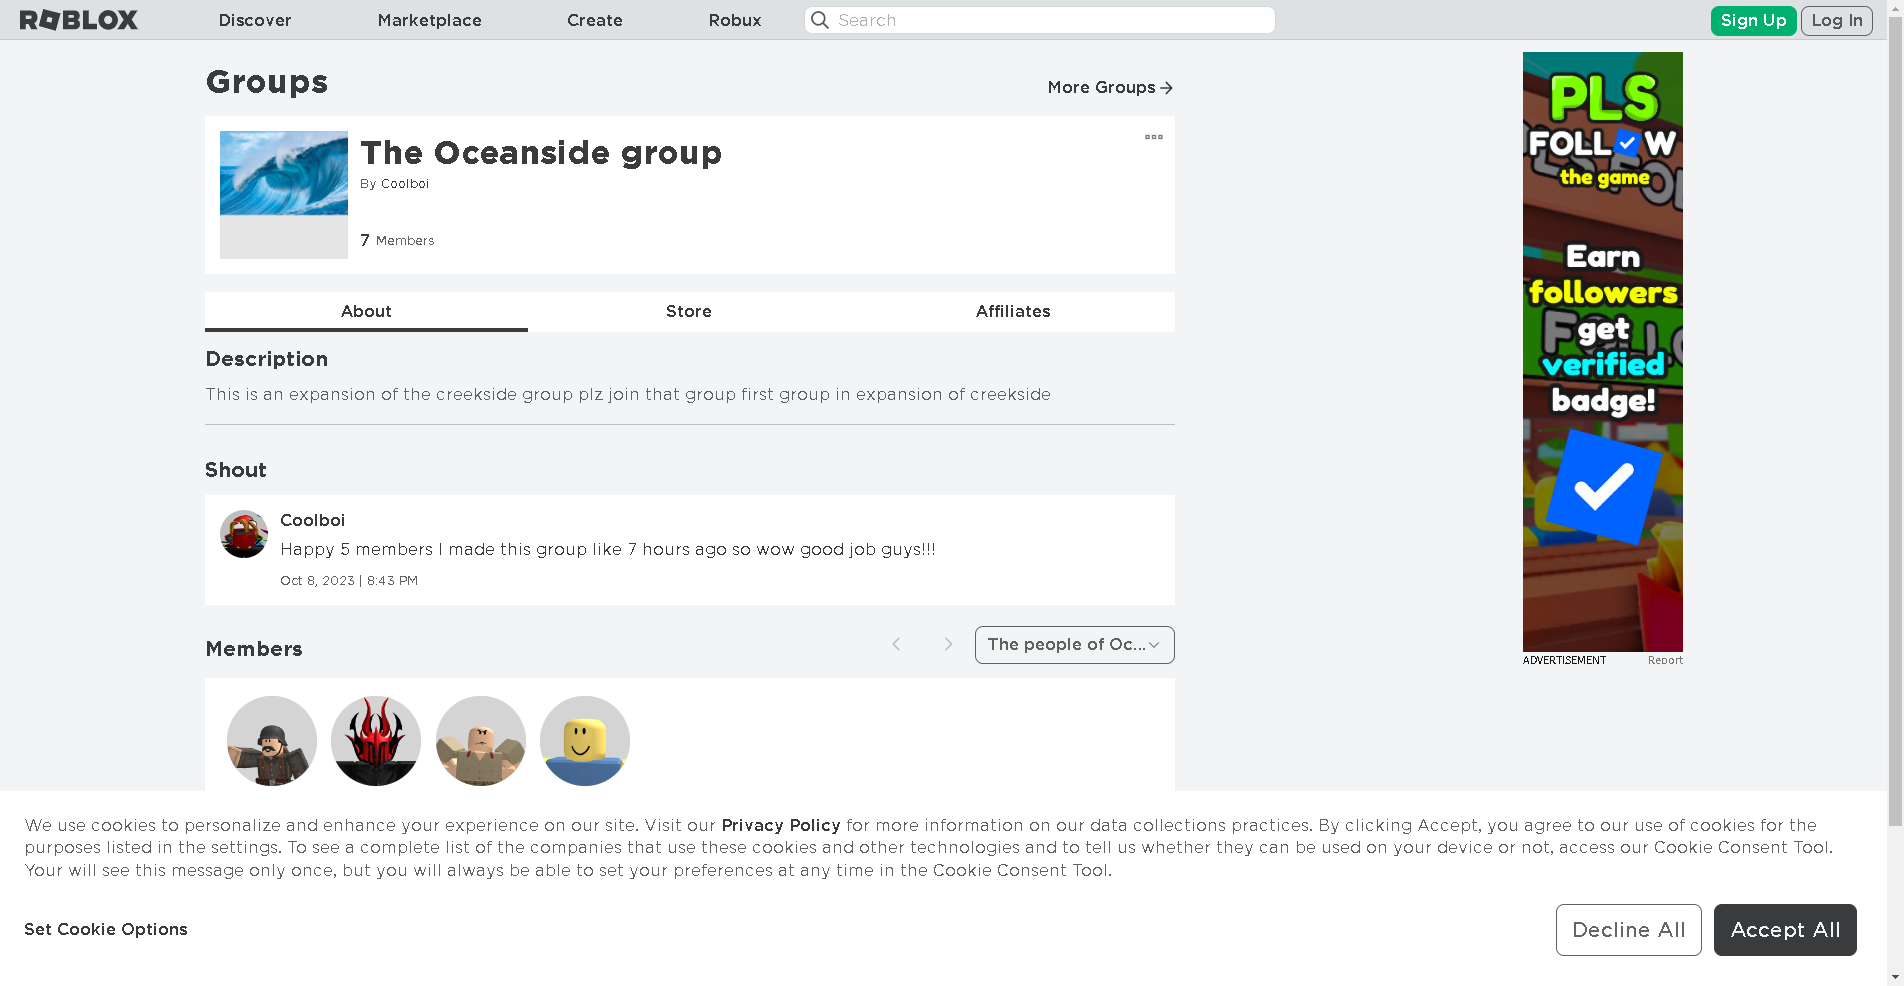 ROBLOX
Discover
Marketplace
Create
Robux
Search
Sign Up
Log In
Groups
More Groups
The Oceanside group
By Coolboi
7 Members
About
Store
Affiliates
Description
This is an expansion of the creekside group plz join that group first group in expansion of creekside
Shout
Coolboi
Happy 5 members I made this group like 7 hours ago so wow good job guys!!!
Oct 8, 2023 | 8:43 PM
Members
The people of Oc...
PLS
FOLLOW
the game
Earn
followers
get
verified
badge!
ADVERTISEMENT
Report
We use cookies to personalize and enhance your experience on our site. Visit our Privacy Policy for more information on our data collections practices. By clicking Accept, you agree to our use of cookies for the
purposes listed in the settings. To see a complete list of the companies that use these cookies and other technologies and to tell us whether they can be used on your device or not, access our Cookie Consent Tool.
Your will see this message only once, but you will always be able to set your preferences at any time in the Cookie Consent Tool.
Set Cookie Options
Decline All
Accept All